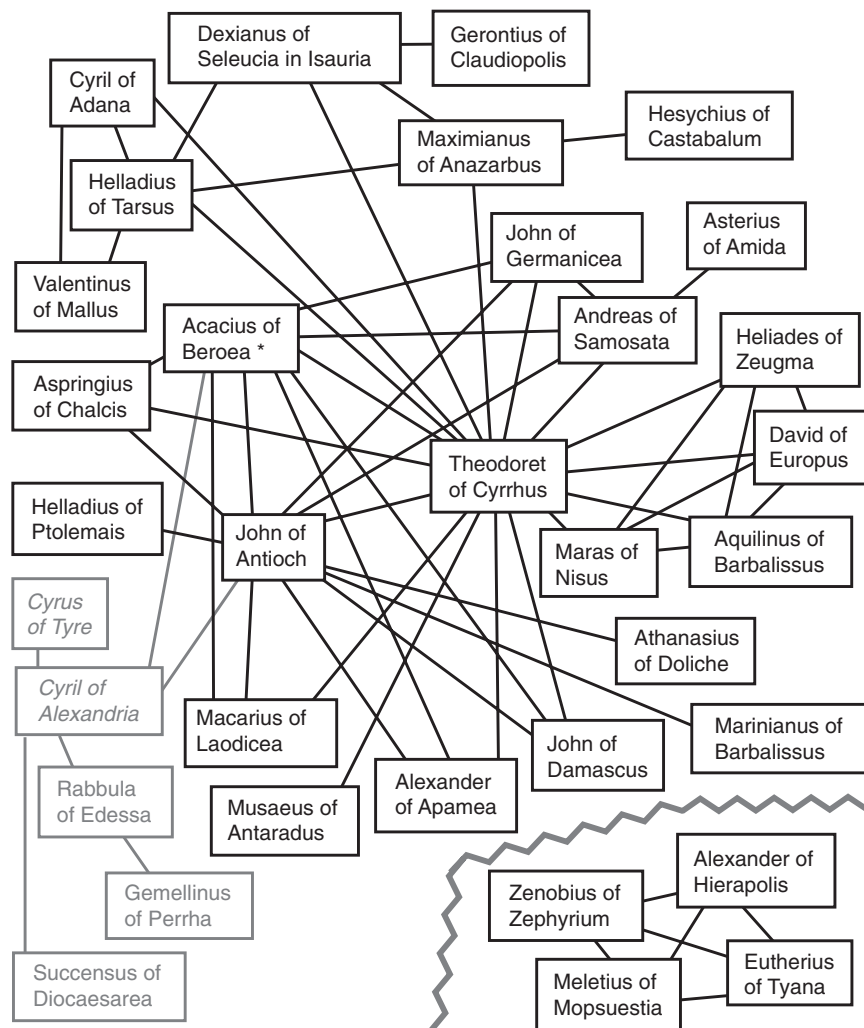 Dexianus of
Seleucia in Isauria
Gerontius of
Claudiopolis
Cyril of
Adana
Hesychius of
Castabalum
Maximianus
of Anazarbus
Helladius
of Tarsus
John of
Germanicea
Asterius
of Amida
Valentinus
of Mallus
Acacius of
Beroea *
Andreas of
Samosata
Heliades of
Zeugma
Aspringius
of Chalcis
David of
Europus
Theodoret
of Cyrrhus
Helladius of
Ptolemais
John of
Antioch
Maras of
Nisus
Aquilinus of
Barbalissus
Cyrus
of Tyre
Athanasius
of Doliche
Cyril of
Alexandria
Macarius of
Laodicea
John of
Damascus
Marinianus of
Barbalissus
Rabbula
of Edessa
Musaeus of
Antaradus
Alexander
of Apamea
Alexander of
Hierapolis
Gemellinus
of Perrha
Zenobius of
Zephyrium
Succensus of
Diocaesarea
Meletius of
Mopsuestia
Eutherius
of Tyana